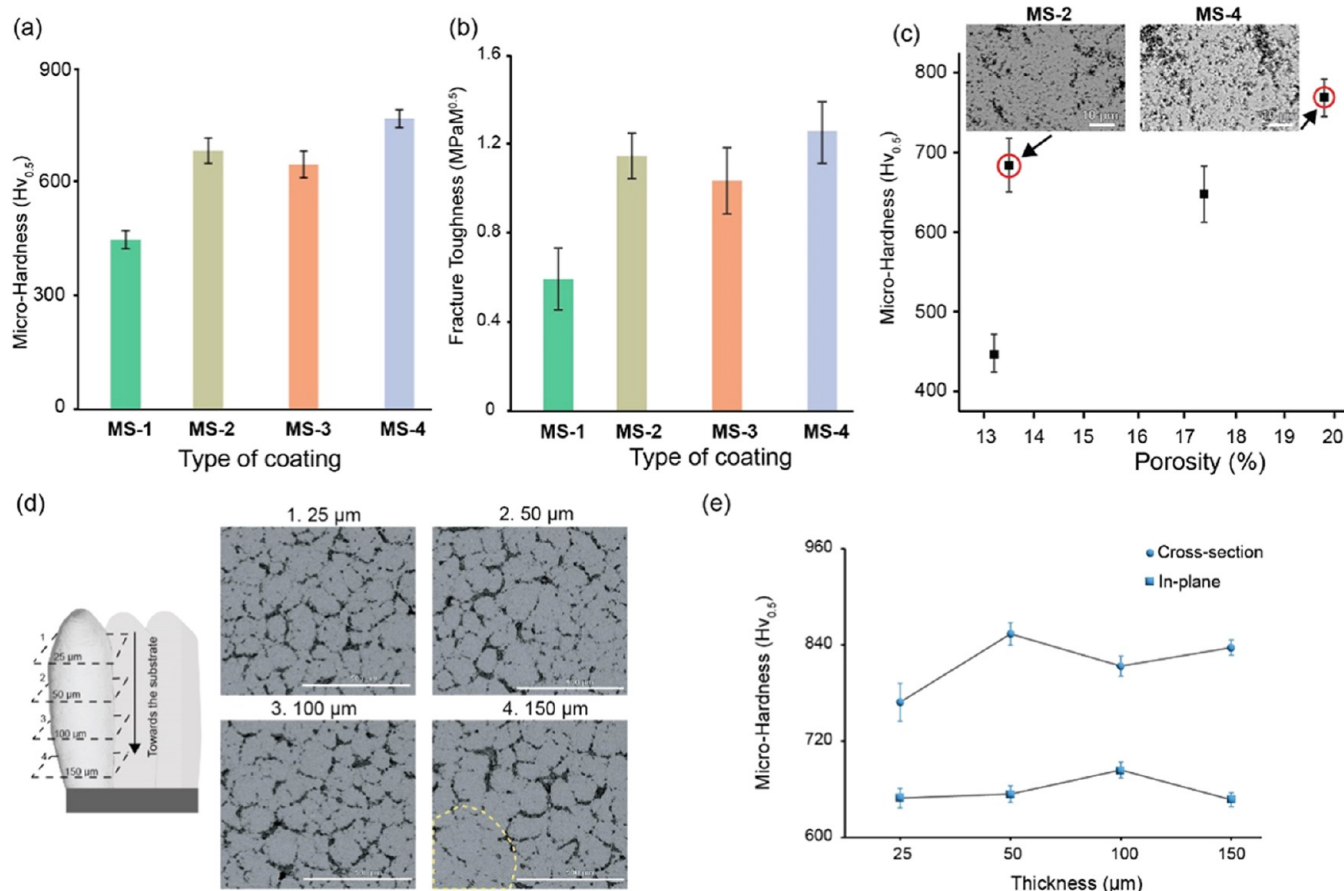 (a)
900
600
300
0
Micro-Hardness (Hv0.5)
MS-1 MS-2 MS-3 MS-4
Type of coating
(b)
1.6
1.2
0.8
0.4
0
Fracture Toughness (MPaM0.5)
MS-1 MS-2 MS-3 MS-4
Type of coating
(c)
MS-2 MS-4
10 μm
800
700
600
500
400
Micro-Hardness (Hv0.5)
13 14 15 16 17 18 19 20
Porosity (%)
(d)
1
25 μm
2
50 μm
3
100 μm
4
150 μm
Towards the substrate
1. 25 μm
2. 50 μm
3. 100 μm
4. 150 μm
(e)
960
840
720
600
Micro-Hardness (Hv0.5)
Cross-section
In-plane
25 50 100 150
Thickness (μm)